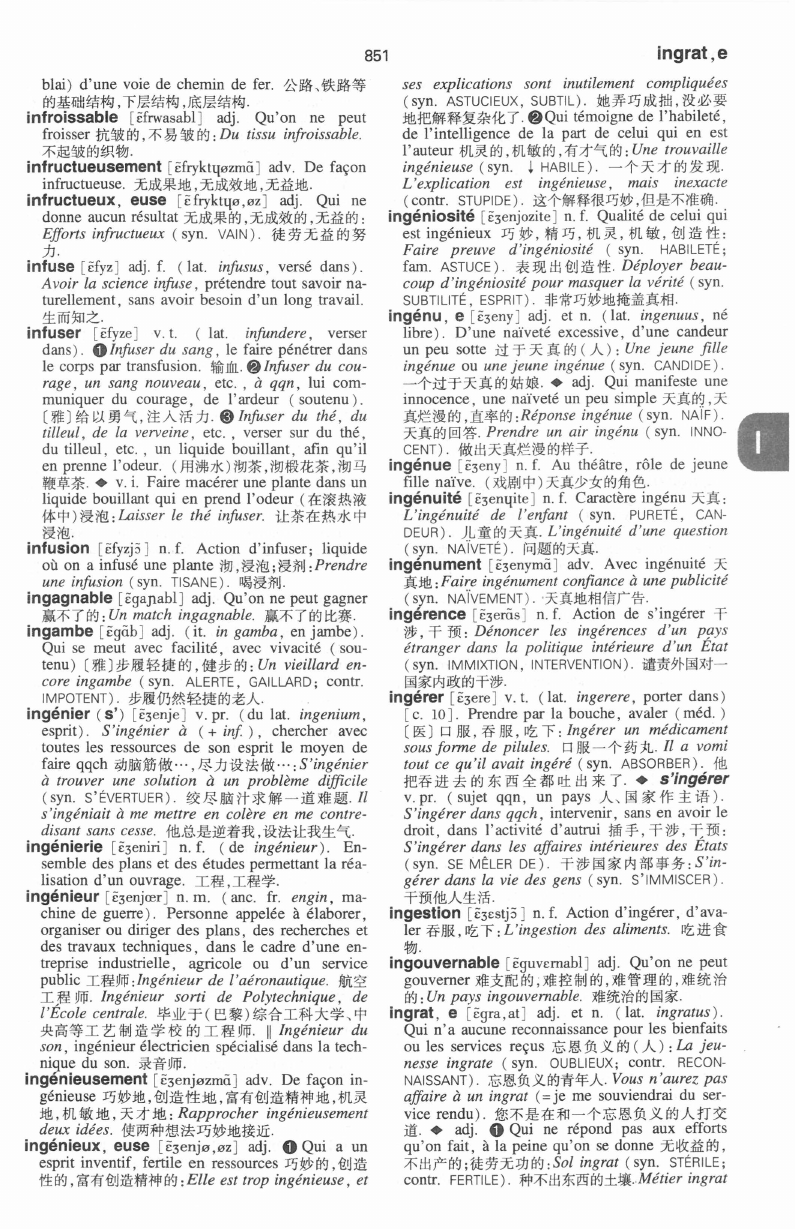 851
ingrat,e
blai) d'une voie de chemin de fer. 公路、铁路等
的基础结构,下层结构,底层结构.
infroissable [ɛ̃frwasabl] adj. Qu'on ne peut
froisser 抗皱的,不易皱的:Du tissu infroissable.
不起皱的织物.
infructueusement [ɛ̃fryktɥøzmɑ̃] adv. De façon
infructueuse. 无成果地,无成效地,无益地.
infructueux, euse [ɛ̃fryktɥø,øz] adj. Qui ne
donne aucun résultat 无成果的,无成效的,无益的:
Efforts infructueux (syn. VAIN). 徒劳无益的努
力.
infuse [ɛ̃fyz] adj. f. (lat. infusus, versé dans).
Avoir la science infuse, prétendre tout savoir na-
turellement, sans avoir besoin d'un long travail.
生而知之.
infuser [ɛ̃fyze] v.t. ( lat. infundere, verser
dans). ❶Infuser du sang, le faire pénétrer dans
le corps par transfusion. 输血.❷Infuser du cou-
rage, un sang nouveau, etc., à qqn, lui com-
muniquer du courage, de l'ardeur (soutenu).
〔雅〕给以勇气,注入活力.❸Infuser du thé, du
tilleul, de la verveine, etc., verser sur du thé,
du tilleul, etc., un liquide bouillant, afin qu'il
en prenne l'odeur. (用沸水)沏茶,沏椴花茶,沏马
鞭草茶. ◆ v.i. Faire macérer une plante dans un
liquide bouillant qui en prend l'odeur (在滚热液
体中)浸泡:Laisser le thé infuser. 让茶在热水中
浸泡.
infusion [ɛ̃fyzjɔ̃] n.f. Action d'infuser; liquide
où on a infusé une plante 沏,浸泡;浸剂:Prendre
une infusion (syn. TISANE). 喝浸剂.
ingagnable [ɛ̃gaɲabl] adj. Qu'on ne peut gagner
赢不了的:Un match ingagnable. 赢不了的比赛.
ingambe [ɛ̃gɑ̃b] adj. (it. in gamba, en jambe).
Qui se meut avec facilité, avec vivacité (sou-
tenu) 〔雅〕步履轻捷的,健步的:Un vieillard en-
core ingambe (syn. ALERTE, GAILLARD; contr.
IMPOTENT). 步履仍然轻捷的老人.
ingénier (s') [ɛ̃ʒenje] v.pr. (du lat. ingenium,
esprit). S'ingénier à (+ inf.), chercher avec
toutes les ressources de son esprit le moyen de
faire qqch 动脑筋做…,尽力设法做…:S'ingénier
à trouver une solution à un problème difficile
(syn. S'ÉVERTUER). 绞尽脑汁求解一道难题. Il
s'ingéniait à me mettre en colère en me contre-
disant sans cesse. 他总是逆着我,设法让我生气.
ingénierie [ɛ̃ʒeniri] n.f. (de ingénieur). En-
semble des plans et des études permettant la réa-
lisation d'un ouvrage. 工程,工程学.
ingénieur [ɛ̃ʒenjœr] n.m. (anc. fr. engin, ma-
chine de guerre). Personne appelée à élaborer,
organiser ou diriger des plans, des recherches et
des travaux techniques, dans le cadre d'une en-
treprise industrielle, agricole ou d'un service
public 工程师:Ingénieur de l'aéronautique. 航空
工程师. Ingénieur sorti de Polytechnique, de
l'École centrale. 毕业于(巴黎)综合工科大学、中
央高等工艺制造学校的工程师. ‖ Ingénieur du
son, ingénieur électricien spécialisé dans la tech-
nique du son. 录音师.
ingénieusement [ɛ̃ʒenjøzmɑ̃] adv. De façon in-
génieuse 巧妙地,创造性地,富有创造精神地,机灵
地,机敏地,天才地:Rapprocher ingénieusement
deux idées. 使两种想法巧妙地接近.
ingénieux, euse [ɛ̃ʒenjø,øz] adj. ❶Qui a un
esprit inventif, fertile en ressources 巧妙的,创造
性的,富有创造精神的:Elle est trop ingénieuse, et
ses explications sont inutilement compliquées
(syn. ASTUCIEUX, SUBTIL). 她弄巧成拙,没必要
地把解释复杂化了.❷Qui témoigne de l'habileté,
de l'intelligence de la part de celui qui en est
l'auteur 机灵的,机敏的,有才气的:Une trouvaille
ingénieuse (syn. ↓HABILE). 一个天才的发现.
L'explication est ingénieuse, mais inexacte
(contr. STUPIDE). 这个解释很巧妙,但是不准确.
ingéniosité [ɛ̃ʒenjozite] n.f. Qualité de celui qui
est ingénieux 巧妙,精巧,机灵,机敏,创造性:
Faire preuve d'ingéniosité ( syn. HABILETÉ;
fam. ASTUCE). 表现出创造性. Déployer beau-
coup d'ingéniosité pour masquer la vérité (syn.
SUBTILITÉ, ESPRIT). 非常巧妙地掩盖真相.
ingénu, e [ɛ̃ʒeny] adj. et n. (lat. ingenuus, né
libre). D'une naïveté excessive, d'une candeur
un peu sotte 过于天真的(人): Une jeune fille
ingénue ou une jeune ingénue (syn. CANDIDE).
一个过于天真的姑娘. ◆ adj. Qui manifeste une
innocence, une naïveté un peu simple 天真的,天
真烂漫的,直率的:Réponse ingénue (syn. NAÏF).
天真的回答. Prendre un air ingénu (syn. INNO-
CENT). 做出天真烂漫的样子.
ingénue [ɛ̃ʒeny] n.f. Au théâtre, rôle de jeune
fille naïve. (戏剧中)天真少女的角色.
ingénuité [ɛ̃ʒenɥite] n.f. Caractère ingénu 天真:
L'ingénuité de l'enfant ( syn. PURETÉ, CAN-
DEUR). 儿童的天真. L'ingénuité d'une question
(syn. NAÏVETÉ). 问题的天真.
ingénument [ɛ̃ʒenymɑ̃] adv. Avec ingénuité 天
真地:Faire ingénument confiance à une publicité
(syn. NAÏVEMENT). 天真地相信广告.
ingérence [ɛ̃ʒerɑ̃s] n.f. Action de s'ingérer 干
涉,干预: Dénoncer les ingérences d'un pays
étranger dans la politique intérieure d'un État
(syn. IMMIXTION, INTERVENTION). 谴责外国对一
国家内政的干涉.
ingérer [ɛ̃ʒere] v.t. (lat. ingerere, porter dans)
[c. 10]. Prendre par la bouche, avaler (méd.)
〔医〕口服,吞服,吃下: Ingérer un médicament
sous forme de pilules. 口服一个药丸. Il a vomi
tout ce qu'il avait ingéré (syn. ABSORBER). 他
把吞进去的东西全都吐出来了. ◆ s'ingérer
v.pr. (sujet qqn, un pays 人、国家作主语).
S'ingérer dans qqch, intervenir, sans en avoir le
droit, dans l'activité d'autrui 插手,干涉,干预:
S'ingérer dans les affaires intérieures des États
(syn. SE MÊLER DE). 干涉国家内部事务:S'in-
gérer dans la vie des gens (syn. S'IMMISCER).
干预他人生活.
ingestion [ɛ̃ʒɛstjɔ̃] n.f. Action d'ingérer, d'ava-
ler 吞服,吃下:L'ingestion des aliments. 吃进食
物.
ingouvernable [ɛ̃guvɛrnabl] adj. Qu'on ne peut
gouverner 难支配的,难控制的,难管理的,难统治
的:Un pays ingouvernable. 难统治的国家.
ingrat, e [ɛ̃gra,at] adj. et n. (lat. ingratus).
Qui n'a aucune reconnaissance pour les bienfaits
ou les services reçus 忘恩负义的(人):La jeu-
nesse ingrate ( syn. OUBLIEUX; contr. RECON-
NAISSANT). 忘恩负义的青年人. Vous n'aurez pas
affaire à un ingrat (=je me souviendrai du ser-
vice rendu). 您不是在和一个忘恩负义的人打交
道. ◆ adj. ❶Qui ne répond pas aux efforts
qu'on fait, à la peine qu'on se donne 无收益的,
不出产的;徒劳无功的:Sol ingrat (syn. STÉRILE;
contr. FERTILE). 种不出东西的土壤. Métier ingrat
I